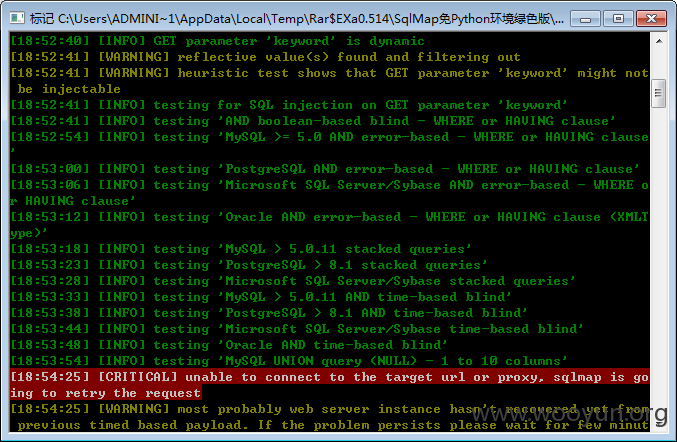 标记 C:\Users\ADMINI~1\AppData\Local\Temp\Rar$EXa0.514\SqlMap免Python环境绿色版\...
[18:52:40] [INFO] GET parameter 'keyword' is dynamic
[18:52:41] [WARNING] reflective value(s) found and filtering out
[18:52:41] [WARNING] heuristic test shows that GET parameter 'keyword' might not
 be injectable
[18:52:41] [INFO] testing for SQL injection on GET parameter 'keyword'
[18:52:41] [INFO] testing 'AND boolean-based blind - WHERE or HAVING clause'
[18:52:54] [INFO] testing 'MySQL >= 5.0 AND error-based - WHERE or HAVING clause
'
[18:53:00] [INFO] testing 'PostgreSQL AND error-based - WHERE or HAVING clause'
[18:53:06] [INFO] testing 'Microsoft SQL Server/Sybase AND error-based - WHERE o
r HAVING clause'
[18:53:12] [INFO] testing 'Oracle AND error-based - WHERE or HAVING clause (XMLT
ype)'
[18:53:18] [INFO] testing 'MySQL > 5.0.11 stacked queries'
[18:53:23] [INFO] testing 'PostgreSQL > 8.1 stacked queries'
[18:53:28] [INFO] testing 'Microsoft SQL Server/Sybase stacked queries'
[18:53:33] [INFO] testing 'MySQL > 5.0.11 AND time-based blind'
[18:53:38] [INFO] testing 'PostgreSQL > 8.1 AND time-based blind'
[18:53:44] [INFO] testing 'Microsoft SQL Server/Sybase time-based blind'
[18:53:48] [INFO] testing 'Oracle AND time-based blind'
[18:53:54] [INFO] testing 'MySQL UNION query (NULL) - 1 to 10 columns'
[18:54:25] [CRITICAL] unable to connect to the target url or proxy, sqlmap is go
ing to retry the request
[18:54:25] [WARNING] most probably web server instance hasn't recovered yet from
 previous timed based payload. If the problem persists please wait for few minut
www.wooyun.org